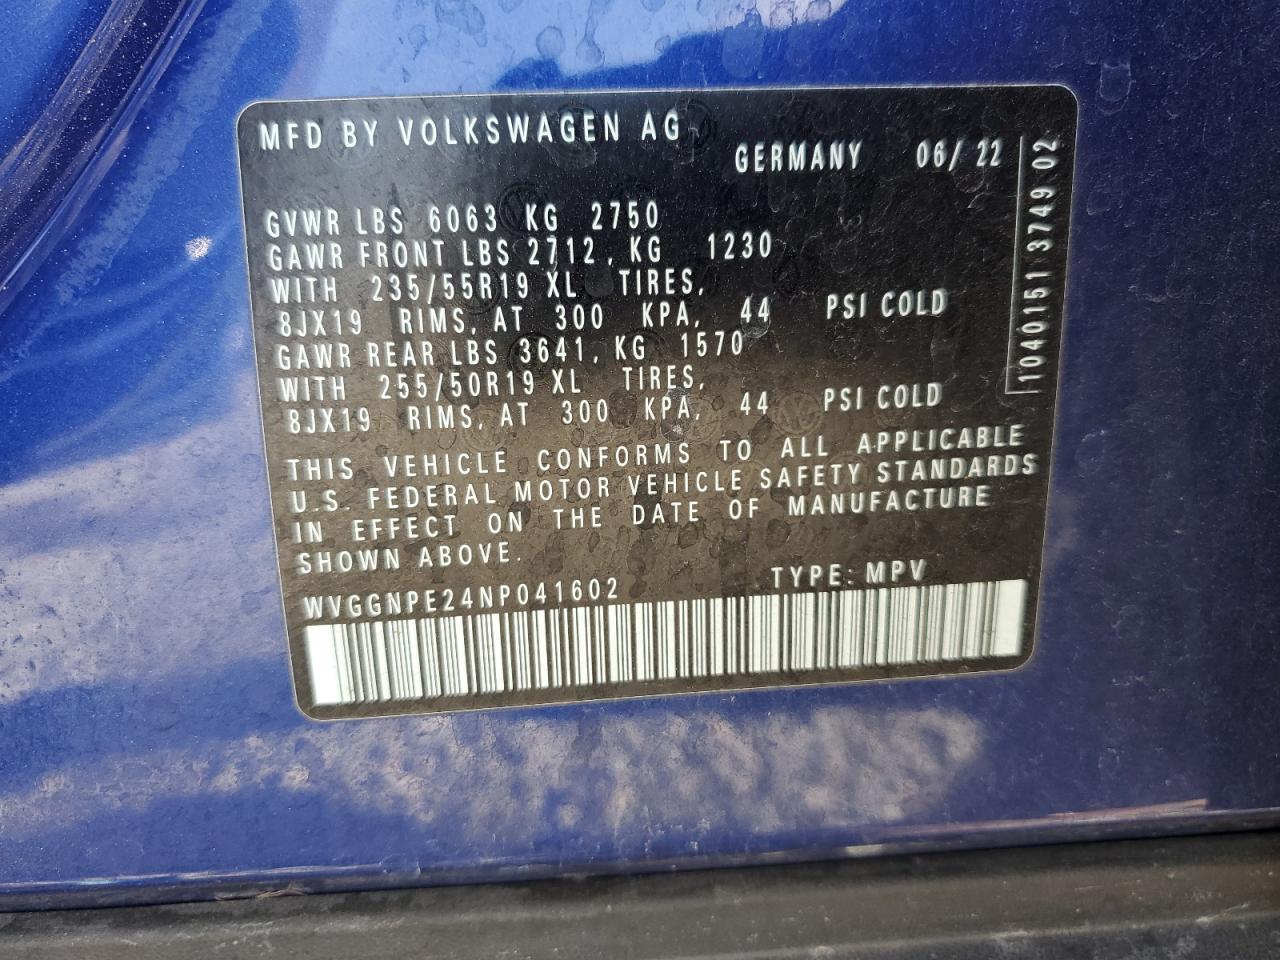 MFD BY VOLKSWAGEN AG
GERMANY 06/ 22
GVWR LBS 6063 KG 2750
GAWR FRONT LBS 2712, KG 1230
WITH 235/55R19 XL TIRES,
8JX19 RIMS, AT 300 KPA, 44 PSI COLD
GAWR REAR LBS 3641, KG 1570
WITH 255/50R19 XL TIRES,
8JX19 RIMS, AT 300 KPA, 44 PSI COLD
THIS VEHICLE CONFORMS TO ALL APPLICABLE
U.S. FEDERAL MOTOR VEHICLE SAFETY STANDARDS
IN EFFECT ON THE DATE OF MANUFACTURE
SHOWN ABOVE.
WVGGNPE24NP041602 TYPE: MPV
1040151 3749 02